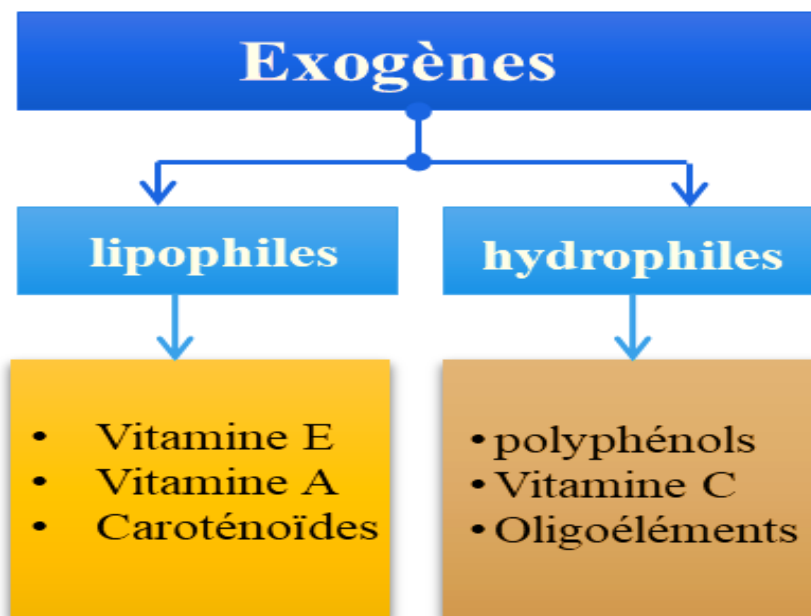 Exogènes
lipophiles
hydrophiles
• Vitamine E
• Vitamine A
• Caroténoïdes
• polyphénols
• Vitamine C
• Oligoéléments